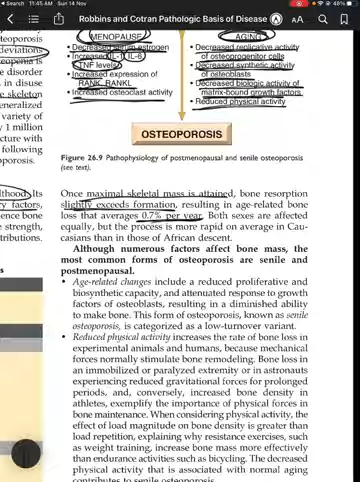 Search 11:45 AM Sun 14 Nov
48%
Robbins and Cotran Pathologic Basis of Disease
AA
MENOPAUSE
• Decreased serum estrogen
• Increased IL-1, IL-6,
TNF levels
• Increased expression of
RANK, RANKL
• Increased osteoclast activity
AGING
• Decreased replicative activity
of osteoprogenitor cells
• Decreased synthetic activity
of osteoblasts
• Decreased biologic activity of
matrix-bound growth factors
• Reduced physical activity
OSTEOPOROSIS
Figure 26.9 Pathophysiology of postmenopausal and senile osteoporosis
(see text).
teoporosis
deviations
teopenia is
e disorder
in disuse
e skeleton
eneralized
variety of
y 1 million
cture with
following
oporosis.
lthood. Its
ry factors,
ence bone
e strength,
tributions.
s
Once maximal skeletal mass is attained, bone resorption
slightly exceeds formation, resulting in age-related bone
loss that averages 0.7% per year. Both sexes are affected
equally, but the process is more rapid on average in Cau-
casians than in those of African descent.
Although numerous factors affect bone mass, the
most common forms of osteoporosis are senile and
postmenopausal.
• Age-related changes include a reduced proliferative and
biosynthetic capacity, and attenuated response to growth
factors of osteoblasts, resulting in a diminished ability
to make bone. This form of osteoporosis, known as senile
osteoporosis, is categorized as a low-turnover variant.
• Reduced physical activity increases the rate of bone loss in
experimental animals and humans, because mechanical
forces normally stimulate bone remodeling. Bone loss in
an immobilized or paralyzed extremity or in astronauts
experiencing reduced gravitational forces for prolonged
periods, and, conversely, increased bone density in
athletes, exemplify the importance of physical forces in
bone maintenance. When considering physical activity, the
effect of load magnitude on bone density is greater than
load repetition, explaining why resistance exercises, such
as weight training, increase bone mass more effectively
than endurance activities such as bicycling. The decreased
physical activity that is associated with normal aging
contributes to senile osteoporosis.